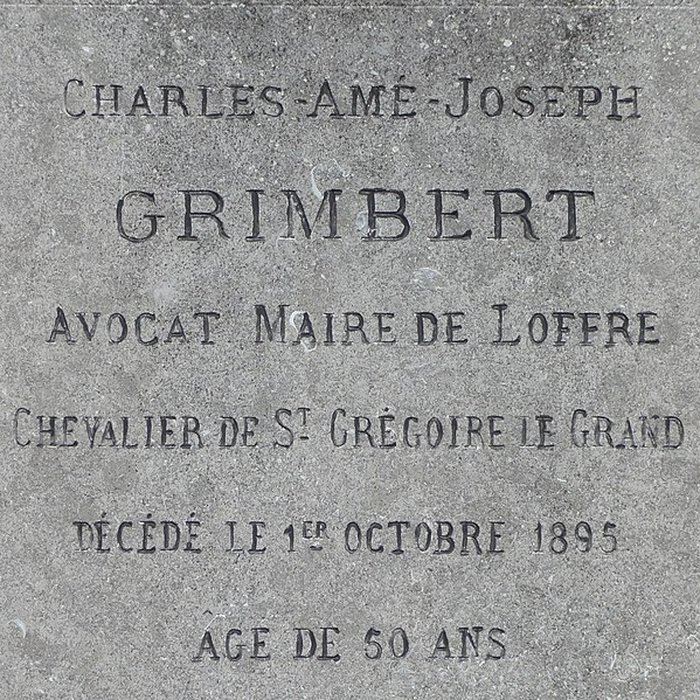 CHARLES-AMÉ-JOSEPH
GRIMBERT
AVOCAT MAIRE DE LOFFRE
CHEVALIER DE ST GRÉGOIRE LE GRAND
DÉCÉDÉ LE 1ER OCTOBRE 1895
ÂGE DE 50 ANS